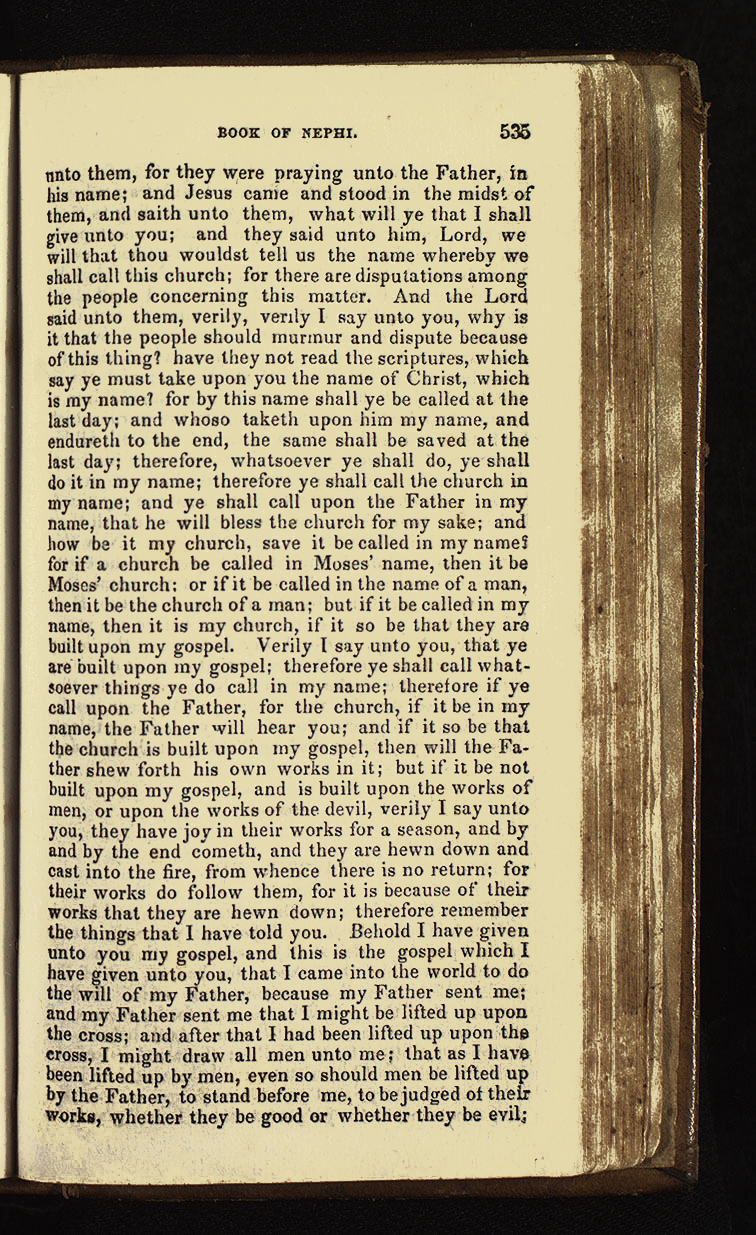 BOOK OF NEPHI. 535
unto them, for they were praying unto the Father, in
his name; and Jesus came and stood in the midst of
them, and saith unto them, what will ye that I shall
give unto you; and they said unto him, Lord, we
will that thou wouldst tell us the name whereby we
shall call this church; for there are disputations among
the people concerning this matter. And the Lord
said unto them, verily, verily I say unto you, why is
it that the people should murmur and dispute because
of this thing? have they not read the scriptures, which
say ye must take upon you the name of Christ, which
is my name? for by this name shall ye be called at the
last day; and whoso taketh upon him my name, and
endureth to the end, the same shall be saved at the
last day; therefore, whatsoever ye shall do, ye shall
do it in my name; therefore ye shall call the church in
my name; and ye shall call upon the Father in my
name, that he will bless the church for my sake; and
how be it my church, save it be called in my name?
for if a church be called in Moses' name, then it be
Moses' church: or if it be called in the name of a man,
then it be the church of a man; but if it be called in my
name, then it is my church, if it so be that they are
built upon my gospel. Verily I say unto you, that ye
are built upon my gospel; therefore ye shall call what-
soever things ye do call in my name; therefore if ye
call upon the Father, for the church, if it be in my
name, the Father will hear you; and if it so be that
the church is built upon my gospel, then will the Fa-
ther shew forth his own works in it; but if it be not
built upon my gospel, and is built upon the works of
men, or upon the works of the devil, verily I say unto
you, they have joy in their works for a season, and by
and by the end cometh, and they are hewn down and
cast into the fire, from whence there is no return; for
their works do follow them, for it is because of their
works that they are hewn down; therefore remember
the things that I have told you. Behold I have given
unto you my gospel, and this is the gospel which I
have given unto you, that I came into the world to do
the will of my Father, because my Father sent me;
and my Father sent me that I might be lifted up upon
the cross; and after that I had been lifted up upon the
cross, I might draw all men unto me; that as I have
been lifted up by men, even so should men be lifted up
by the Father, to stand before me, to be judged of their
works, whether they be good or whether they be evil;